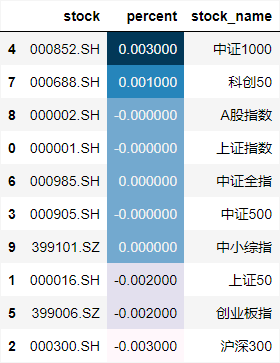 stock percent stock_name
4 000852.SH 0.003000 中证1000
7 000688.SH 0.001000 科创50
8 000002.SH -0.000000 A股指数
0 000001.SH -0.000000 上证指数
6 000985.SH 0.000000 中证全指
3 000905.SH -0.000000 中证500
9 399101.SZ 0.000000 中小综指
1 000016.SH -0.002000 上证50
5 399006.SZ -0.002000 创业板指
2 000300.SH -0.003000 沪深300